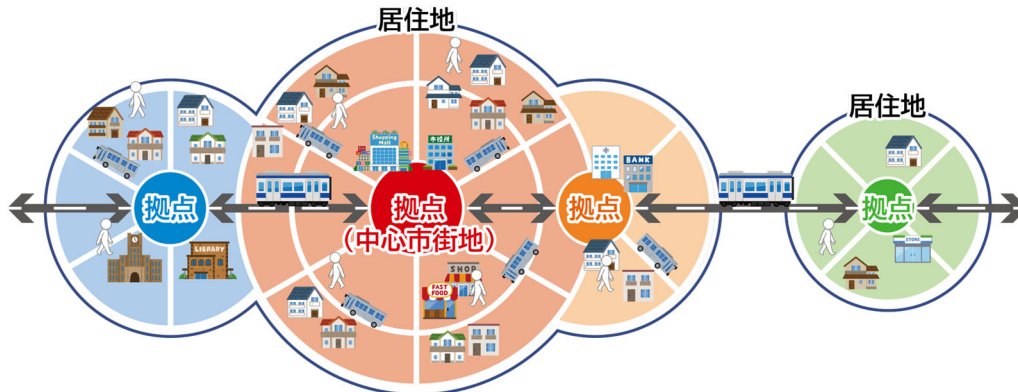 居住地
居住地
Shopping
Mall
市役所
BANK
拠点
拠点
(中心市街地)
拠点
拠点
LIBRARY
STORE
SHOP
FAST
FOOD